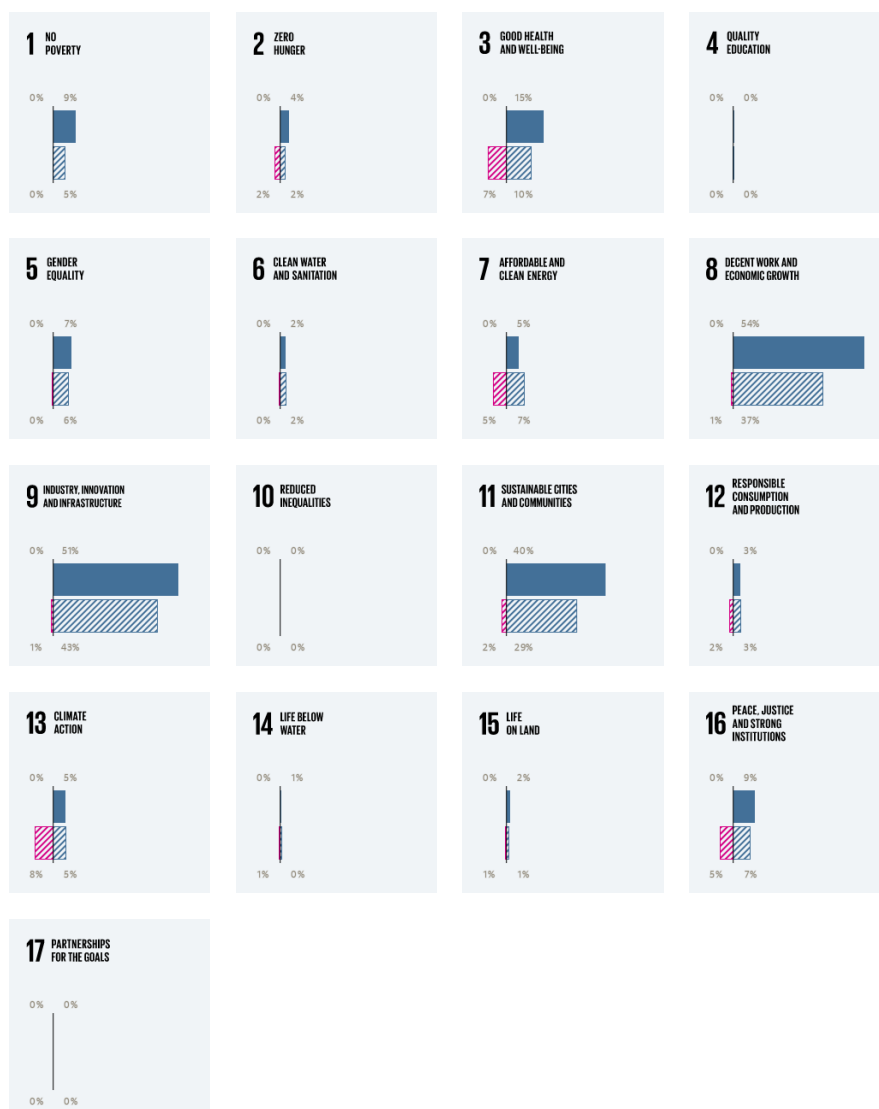 1 NO
POVERTY
0% 9%
0% 5%
2 ZERO
HUNGER
0% 4%
2% 2%
3 GOOD HEALTH
AND WELL-BEING
0% 15%
7% 10%
4 QUALITY
EDUCATION
0% 0%
0% 0%
5 GENDER
EQUALITY
0% 7%
0% 6%
6 CLEAN WATER
AND SANITATION
0% 2%
0% 2%
7 AFFORDABLE AND
CLEAN ENERGY
0% 5%
5% 7%
8 DECENT WORK AND
ECONOMIC GROWTH
0% 54%
1% 37%
9 INDUSTRY, INNOVATION
AND INFRASTRUCTURE
0% 51%
1% 43%
10 REDUCED
INEQUALITIES
0% 0%
0% 0%
11 SUSTAINABLE CITIES
AND COMMUNITIES
0% 40%
2% 29%
12 RESPONSIBLE
CONSUMPTION
AND PRODUCTION
0% 3%
2% 3%
13 CLIMATE
ACTION
0% 5%
8% 5%
14 LIFE BELOW
WATER
0% 1%
1% 0%
15 LIFE
ON LAND
0% 2%
1% 1%
16 PEACE, JUSTICE
AND STRONG
INSTITUTIONS
0% 9%
5% 7%
17 PARTNERSHIPS
FOR THE GOALS
0% 0%
0% 0%